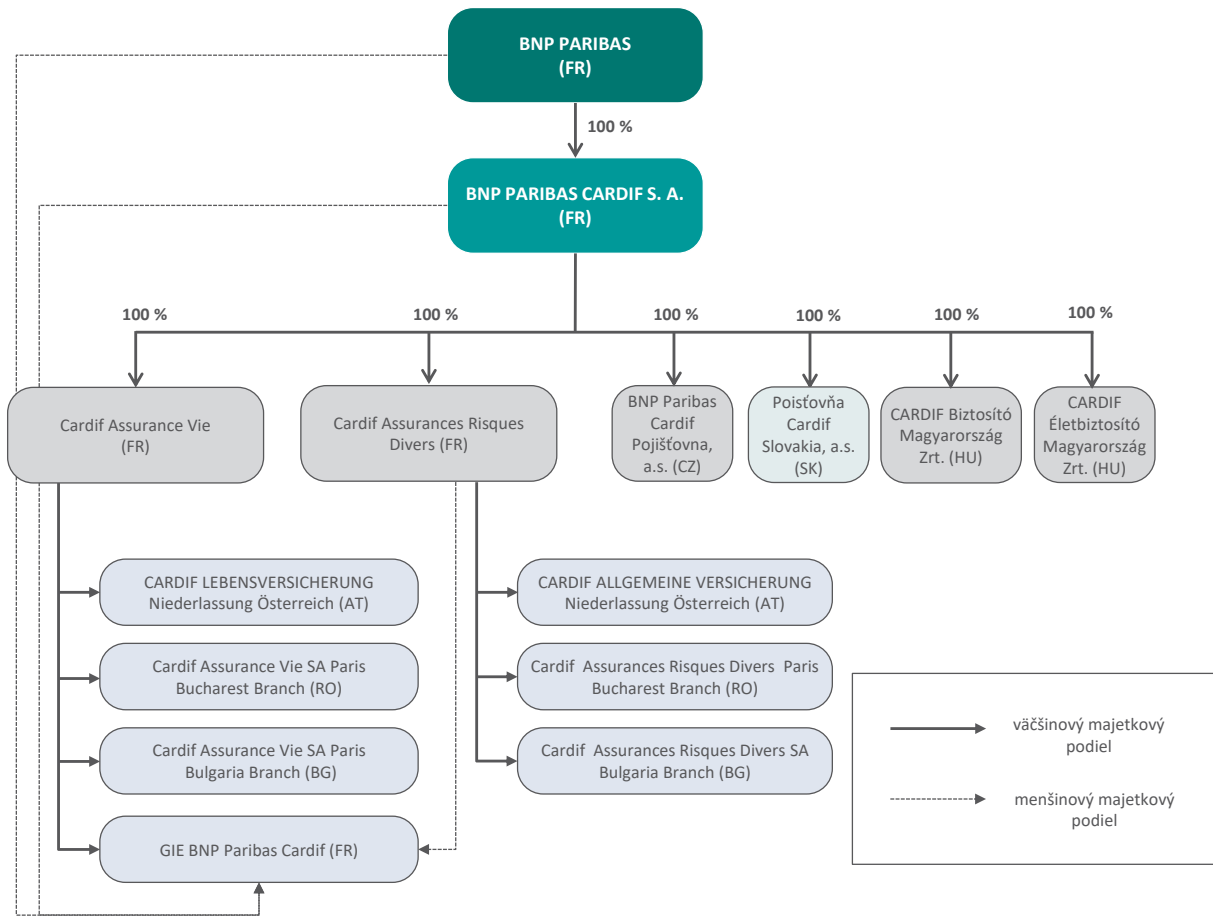 BNP PARIBAS
(FR)
100 %
BNP PARIBAS CARDIF S. A.
(FR)
100 %
100 %
100 %
100 %
100 %
100 %
Cardif Assurance Vie
(FR)
Cardif Assurances Risques
Divers (FR)
BNP Paribas
Cardif
Pojišťovna,
a.s. (CZ)
Poisťovňa
Cardif
Slovakia, a.s.
(SK)
CARDIF Biztosító
Magyarország
Zrt. (HU)
CARDIF
Életbiztosító
Magyarország
Zrt. (HU)
CARDIF LEBENSVERSICHERUNG
Niederlassung Österreich (AT)
CARDIF ALLGEMEINE VERSICHERUNG
Niederlassung Österreich (AT)
Cardif Assurance Vie SA Paris
Bucharest Branch (RO)
Cardif Assurances Risques Divers Paris
Bucharest Branch (RO)
Cardif Assurance Vie SA Paris
Bulgaria Branch (BG)
Cardif Assurances Risques Divers SA
Bulgaria Branch (BG)
GIE BNP Paribas Cardif (FR)
väčšinový majetkový
podiel
menšinový majetkový
podiel